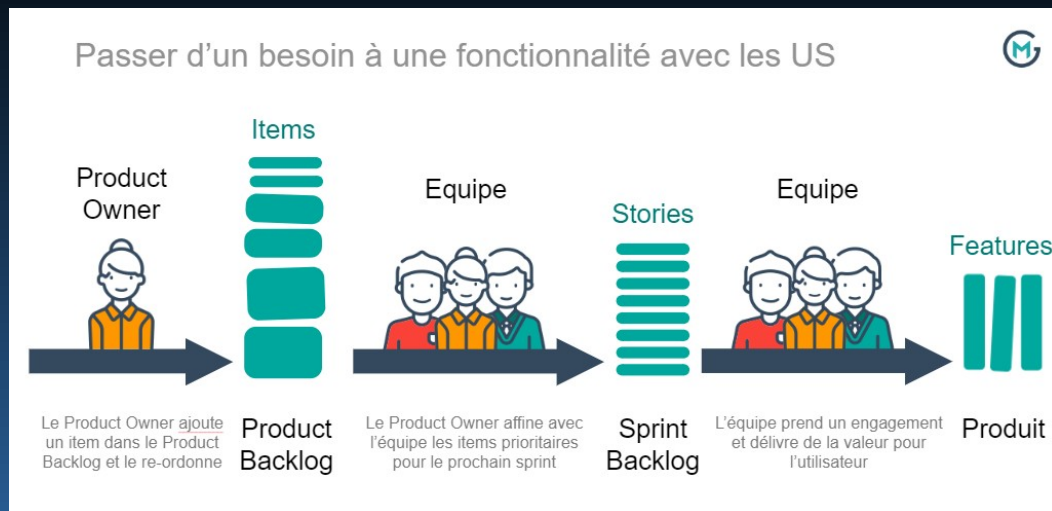 Passer d'un besoin à une fonctionnalité avec les US
GM
Items
Product
Owner
Equipe
Stories
Equipe
Features
Le Product Owner ajoute
un item dans le Product
Backlog et le re-ordonne
Product
Backlog
Le Product Owner affine avec
l'équipe les items prioritaires
pour le prochain sprint
Sprint
Backlog
L'équipe prend un engagement
et délivre de la valeur pour
l'utilisateur
Produit